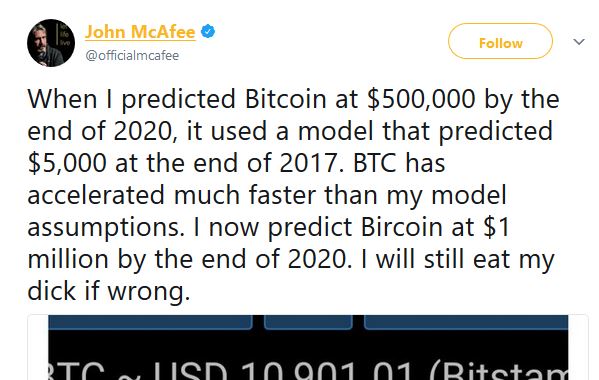 John McAfee
@officialmcafee
Follow
When I predicted Bitcoin at $500,000 by the
end of 2020, it used a model that predicted
$5,000 at the end of 2017. BTC has
accelerated much faster than my model
assumptions. I now predict Bircoin at $1
million by the end of 2020. I will still eat my
dick if wrong.
BTC ~ USD 10,901.01 (Bitstam